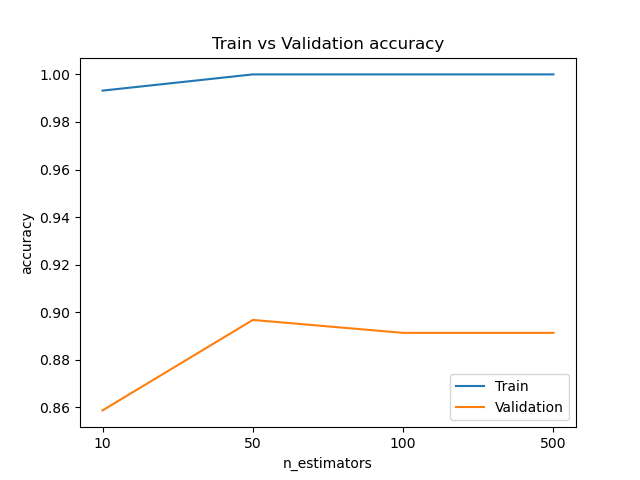 Train vs Validation accuracy
1.00
0.98
0.96
0.94
0.92
0.90
0.88
0.86
accuracy
10 50 100 500
n_estimators
Train
Validation